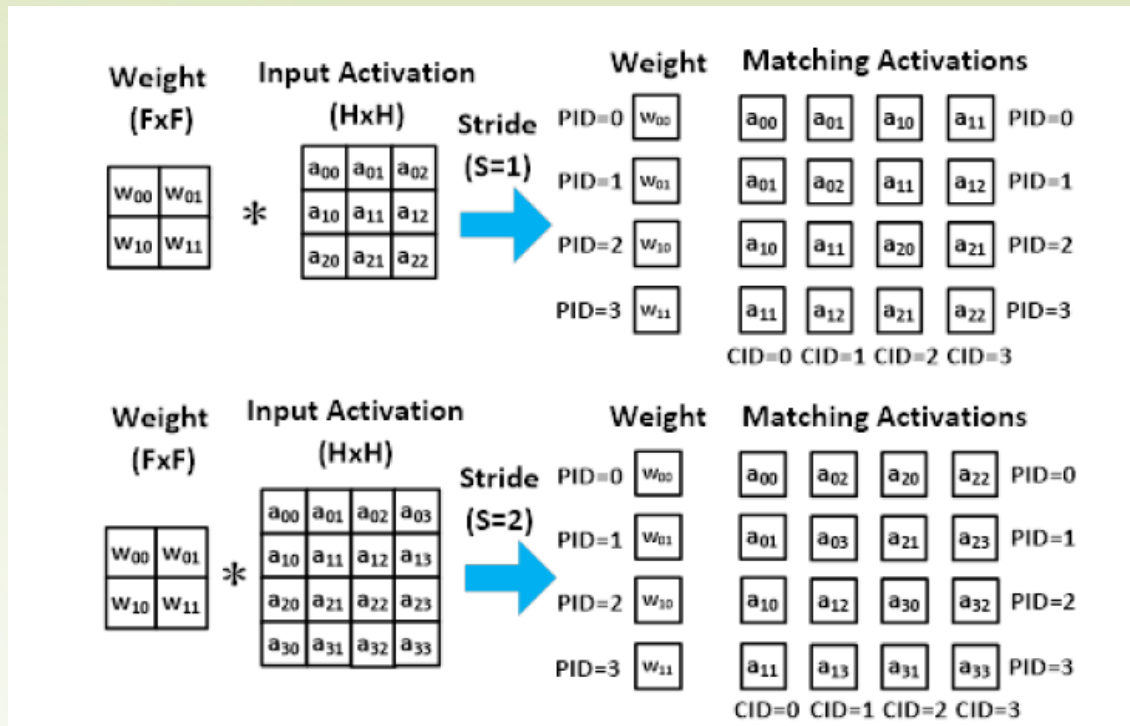 Weight Input Activation Weight Matching Activations
(FxF) (HxH) Stride PID=0 w₀₀ a₀₀ a₀₁ a₁₀ a₁₁ PID=0
w₀₀ w₀₁ * a₀₀ a₀₁ a₀₂ (S=1) PID=1 w₀₁ a₀₁ a₀₂ a₁₁ a₁₂ PID=1
w₁₀ w₁₁ a₁₀ a₁₁ a₁₂ PID=2 w₁₀ a₁₀ a₁₁ a₂₀ a₂₁ PID=2
a₂₀ a₂₁ a₂₂ PID=3 w₁₁ a₁₁ a₁₂ a₂₁ a₂₂ PID=3
CID=0 CID=1 CID=2 CID=3
Weight Input Activation Weight Matching Activations
(FxF) (HxH) Stride PID=0 w₀₀ a₀₀ a₀₂ a₂₀ a₂₂ PID=0
a₀₀ a₀₁ a₀₂ a₀₃ (S=2) PID=1 w₀₁ a₀₁ a₀₃ a₂₁ a₂₃ PID=1
w₀₀ w₀₁ * a₁₀ a₁₁ a₁₂ a₁₃
w₁₀ w₁₁ a₂₀ a₂₁ a₂₂ a₂₃ PID=2 w₁₀ a₁₀ a₁₂ a₃₀ a₃₂ PID=2
a₃₀ a₃₁ a₃₂ a₃₃ PID=3 w₁₁ a₁₁ a₁₃ a₃₁ a₃₃ PID=3
CID=0 CID=1 CID=2 CID=3